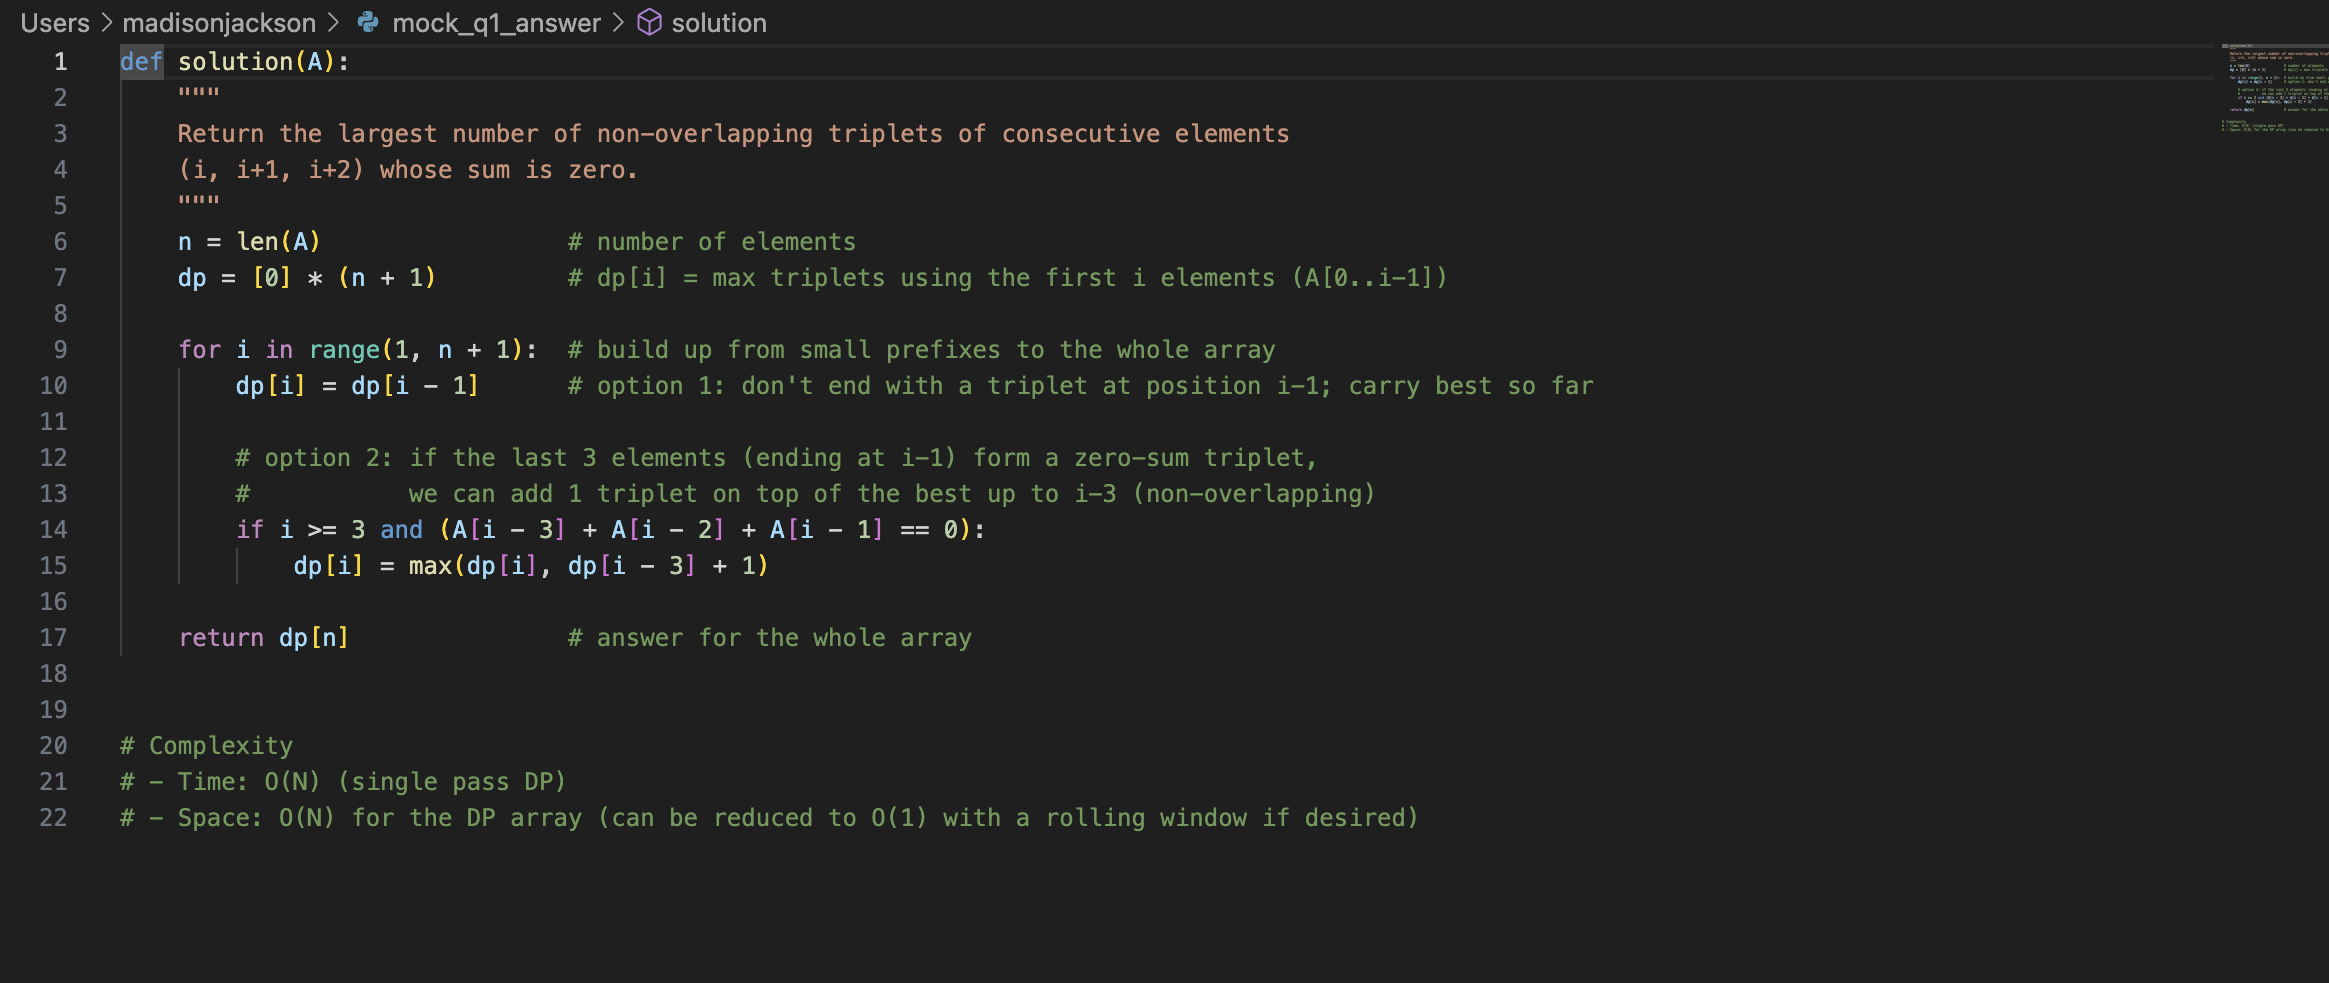 Users > madisonjackson > mock_q1_answer > solution
1 def solution(A):
2 """
3 Return the largest number of non-overlapping triplets of consecutive elements
4 (i, i+1, i+2) whose sum is zero.
5 """
6 n = len(A) # number of elements
7 dp = [0] * (n + 1) # dp[i] = max triplets using the first i elements (A[0..i-1])
8
9 for i in range(1, n + 1): # build up from small prefixes to the whole array
10 dp[i] = dp[i - 1] # option 1: don't end with a triplet at position i-1; carry best so far
11
12 # option 2: if the last 3 elements (ending at i-1) form a zero-sum triplet,
13 # we can add 1 triplet on top of the best up to i-3 (non-overlapping)
14 if i >= 3 and (A[i - 3] + A[i - 2] + A[i - 1] == 0):
15 dp[i] = max(dp[i], dp[i - 3] + 1)
16
17 return dp[n] # answer for the whole array
18
19
20 # Complexity
21 # - Time: O(N) (single pass DP)
22 # - Space: O(N) for the DP array (can be reduced to O(1) with a rolling window if desired)